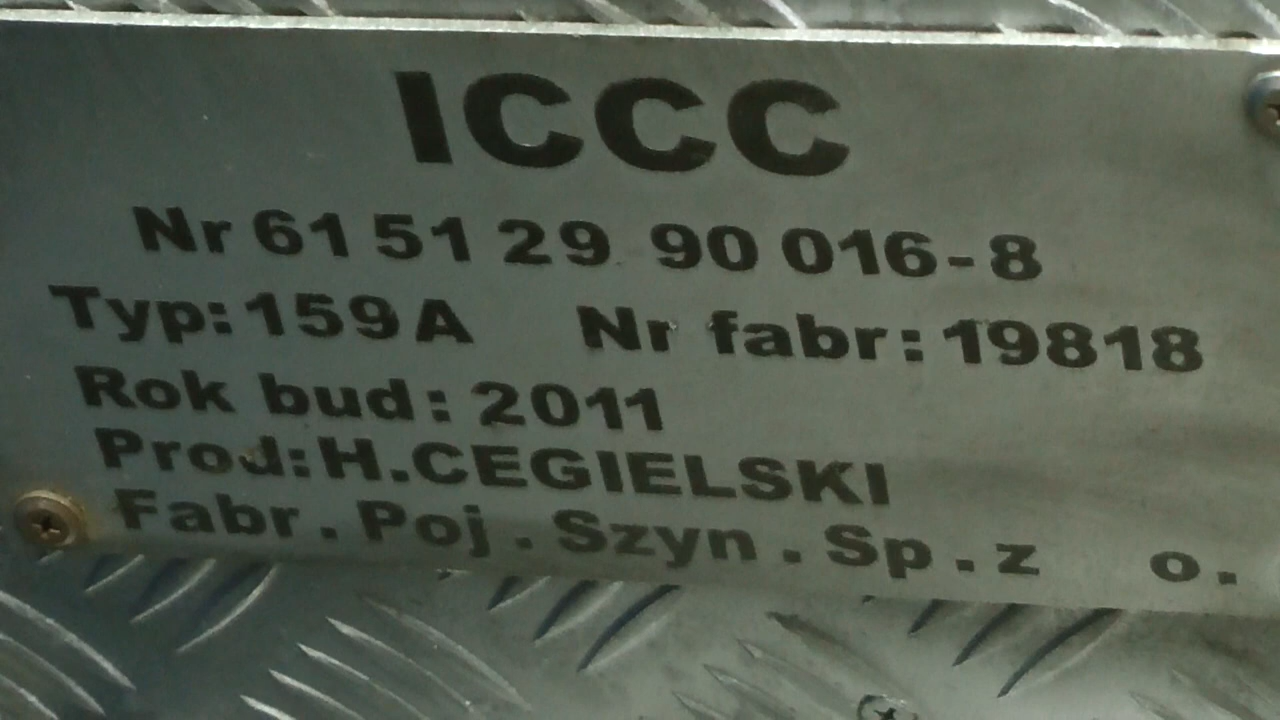 ICCC
Nr 61 51 29 90 016-8
Typ: 159A Nr fabr: 19818
Rok bud: 2011
Prod: H.CEGIELSKI
Fabr. Poj. Szyn. Sp. z o.